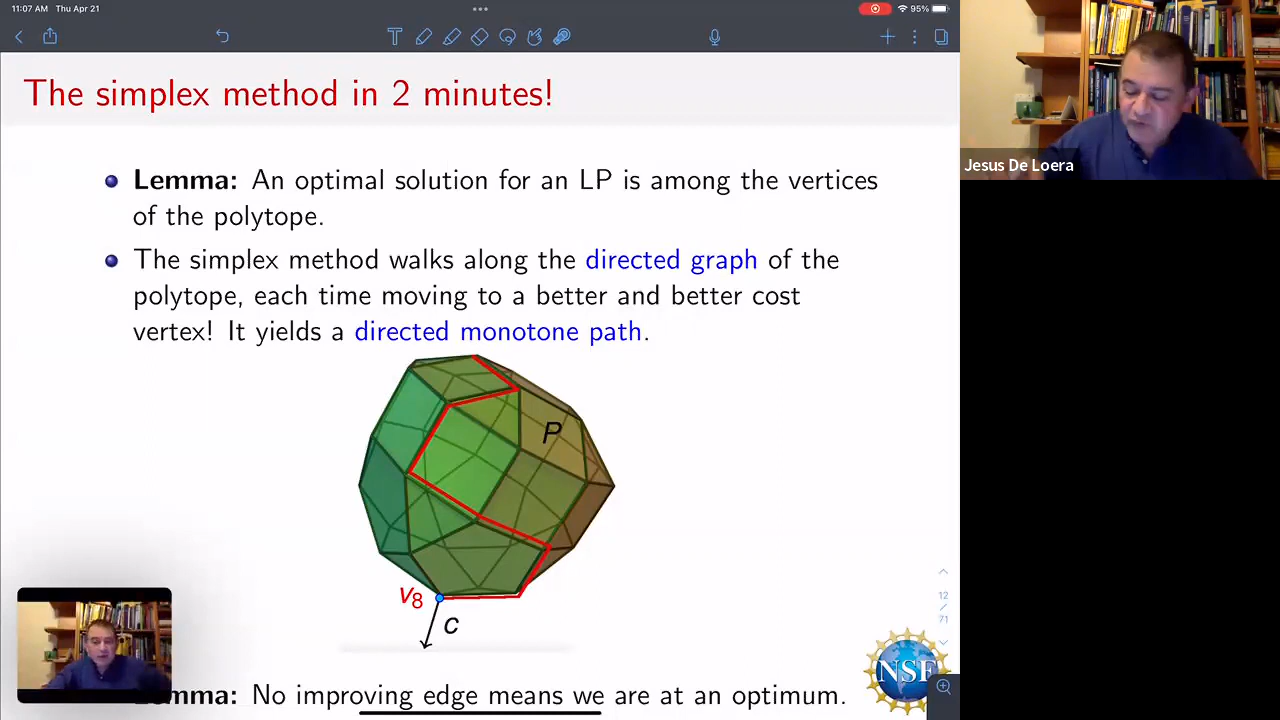 11:07 AM Thu Apr 21
95%
The simplex method in 2 minutes!
Lemma: An optimal solution for an LP is among the vertices
of the polytope.
The simplex method walks along the directed graph of the
polytope, each time moving to a better and better cost
vertex! It yields a directed monotone path.
P
v8
c
Lemma: No improving edge means we are at an optimum.
12
/
71
NSF
Jesus De Loera